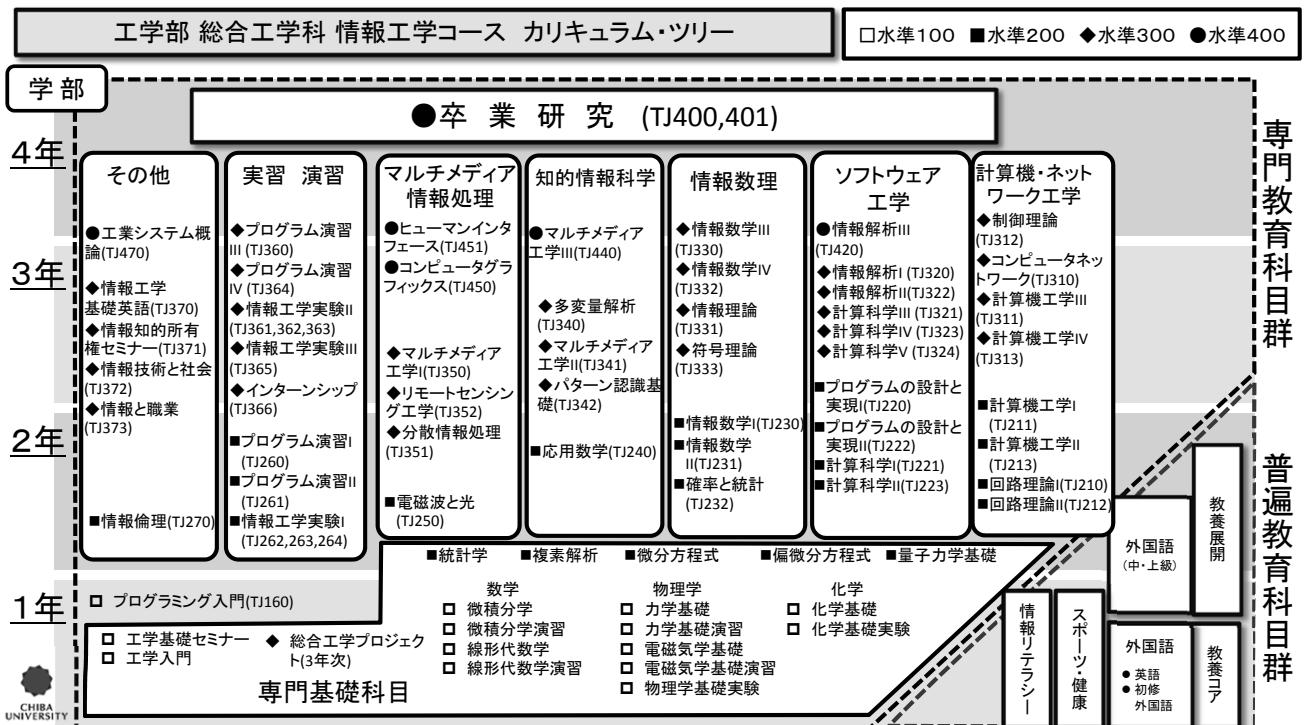 工学部 総合工学科 情報工学コース カリキュラム・ツリー
□水準100 ■水準200 ◆水準300 ●水準400
学部
●卒業研究 (TJ400,401)
4年
3年
2年
1年
専門教育科目群
普遍教育科目群
その他
●工業システム概
論(TJ470)
◆情報工学
基礎英語(TJ370)
◆情報知的所有
権セミナー(TJ371)
◆情報技術と社会
(TJ372)
◆情報と職業
(TJ373)
■情報倫理(TJ270)
実習 演習
◆プログラム演習
III (TJ360)
◆プログラム演習
IV (TJ364)
◆情報工学実験II
(TJ361,362,363)
◆情報工学実験III
(TJ365)
◆インターンシップ
(TJ366)
■プログラム演習I
(TJ260)
■プログラム演習II
(TJ261)
■情報工学実験I
(TJ262,263,264)
マルチメディア
情報処理
●ヒューマンインタ
フェース(TJ451)
●コンピュータグラ
フィックス(TJ450)
◆マルチメディア
工学I(TJ350)
◆リモートセンシン
グ工学(TJ352)
◆分散情報処理
(TJ351)
■電磁波と光
(TJ250)
知的情報科学
●マルチメディア
工学III(TJ440)
◆多変量解析
(TJ340)
◆マルチメディア
工学II(TJ341)
◆パターン認識基
礎(TJ342)
■応用数学(TJ240)
情報数理
◆情報数学III
(TJ330)
◆情報数学IV
(TJ332)
◆情報理論
(TJ331)
◆符号理論
(TJ333)
■情報数学I(TJ230)
■情報数学
II(TJ231)
■確率と統計
(TJ232)
ソフトウェア
工学
●情報解析III
(TJ420)
◆情報解析I (TJ320)
◆情報解析II(TJ322)
◆計算科学III (TJ321)
◆計算科学IV (TJ323)
◆計算科学V (TJ324)
■プログラムの設計と
実現I(TJ220)
■プログラムの設計と
実現II(TJ222)
■計算科学I(TJ221)
■計算科学II(TJ223)
計算機・ネット
ワーク工学
◆制御理論
(TJ312)
◆コンピュータネッ
トワーク(TJ310)
◆計算機工学III
(TJ311)
◆計算機工学IV
(TJ313)
■計算機工学I
(TJ211)
■計算機工学II
(TJ213)
■回路理論I(TJ210)
■回路理論II(TJ212)
■統計学 ■複素解析 ■微分方程式 ■偏微分方程式 ■量子力学基礎
□ プログラミング入門(TJ160)
□ 工学基礎セミナー
□ 工学入門
◆ 総合工学プロジェク
ト(3年次)
専門基礎科目
数学
□ 微積分学
□ 微積分学演習
□ 線形代数学
□ 線形代数学演習
物理学
□ 力学基礎
□ 力学基礎演習
□ 電磁気学基礎
□ 電磁気学基礎演習
□ 物理学基礎実験
化学
□ 化学基礎
□ 化学基礎実験
情報リテラシー
スポーツ・健康
外国語
(中・上級)
教養展開
外国語
● 英語
● 初修
外国語
教養コア
CHIBA
UNIVERSITY